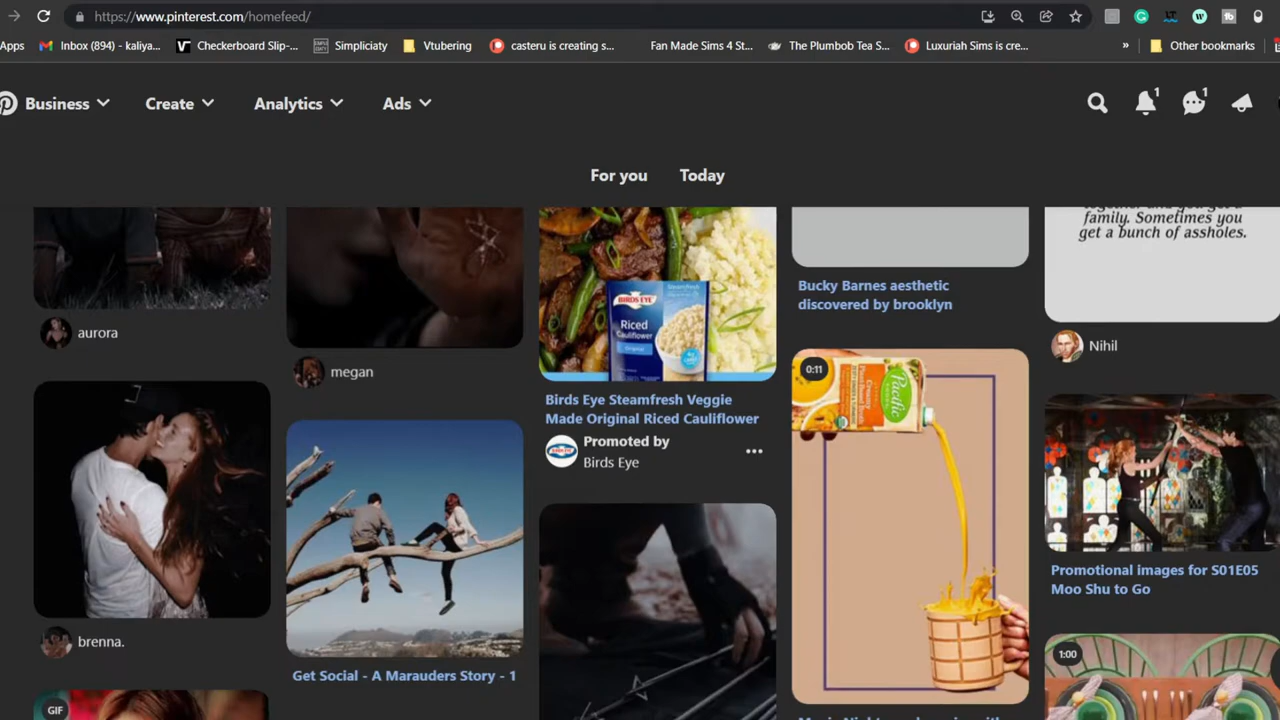 https://www.pinterest.com/homefeed/
Apps
Inbox (894) - kaliya...
Checkerboard Slip-...
Simpliciaty
Vtubering
casteru is creating s...
Fan Made Sims 4 St...
The Plumbob Tea S...
Luxuriah Sims is cre...
»
Other bookmarks
Business
Create
Analytics
Ads
1
1
For you
Today
family. Sometimes you
get a bunch of assholes.
BIRDS EYE
Steamfresh
Riced
Cauliflower
Original
Bucky Barnes aesthetic
discovered by brooklyn
aurora
Nihil
megan
0:11
Pacific
Birds Eye Steamfresh Veggie
Made Original Riced Cauliflower
Promoted by
Birds Eye
Promotional images for S01E05
Moo Shu to Go
brenna.
Get Social - A Marauders Story - 1
1:00
GIF